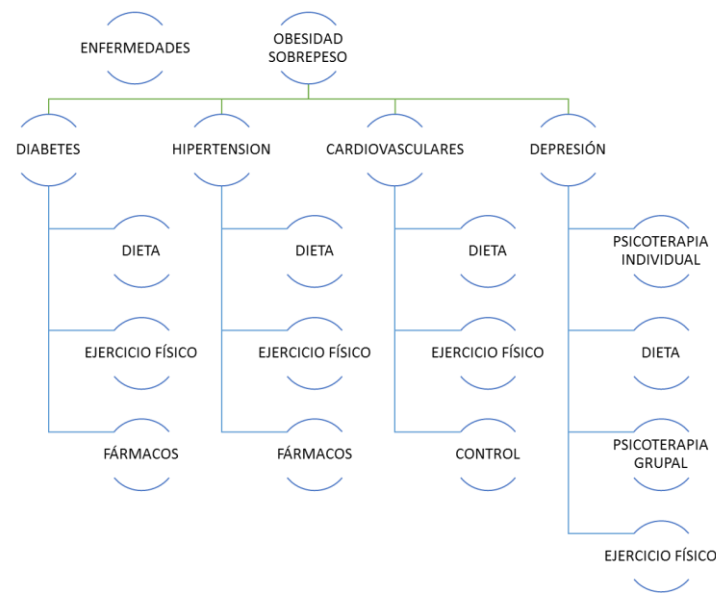 ENFERMEDADES
OBESIDAD
SOBREPESO
DIABETES
HIPERTENSION
CARDIOVASCULARES
DEPRESIÓN
DIETA
EJERCICIO FÍSICO
FÁRMACOS
DIETA
EJERCICIO FÍSICO
FÁRMACOS
DIETA
EJERCICIO FÍSICO
CONTROL
PSICOTERAPIA
INDIVIDUAL
DIETA
PSICOTERAPIA
GRUPAL
EJERCICIO FÍSICO